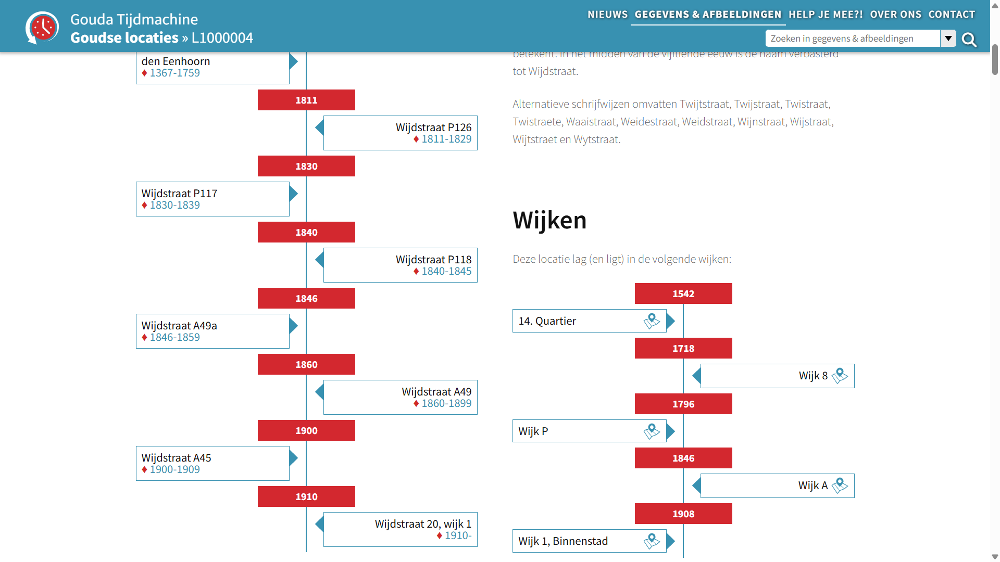 Gouda Tijdmachine
Goudse locaties » L1000004
NIEUWS GEGEVENS & AFBEELDINGEN HELP JE MEE?! OVER ONS CONTACT
Zoeken in gegevens & afbeeldingen
den Eenhoorn
♦ 1367-1759
1811
Wijdstraat P126
♦ 1811-1829
1830
Wijdstraat P117
♦ 1830-1839
1840
Wijdstraat P118
♦ 1840-1845
1846
Wijdstraat A49a
♦ 1846-1859
1860
Wijdstraat A49
♦ 1860-1899
1900
Wijdstraat A45
♦ 1900-1909
1910
Wijdstraat 20, wijk 1
♦ 1910-
betekent. In het midden van de vijftiende eeuw is de naam verbasterd
tot Wijdstraat.
Alternatieve schrijfwijzen omvatten Twijtstraat, Twijstraat, Twistraat,
Twistraete, Waaistraat, Weidestraat, Weidstraat, Wijnstraat, Wijstraat,
Wijtstraet en Wytstraat.
Wijken
Deze locatie lag (en ligt) in de volgende wijken:
1542
14. Quartier
1718
Wijk 8
1796
Wijk P
1846
Wijk A
1908
Wijk 1, Binnenstad